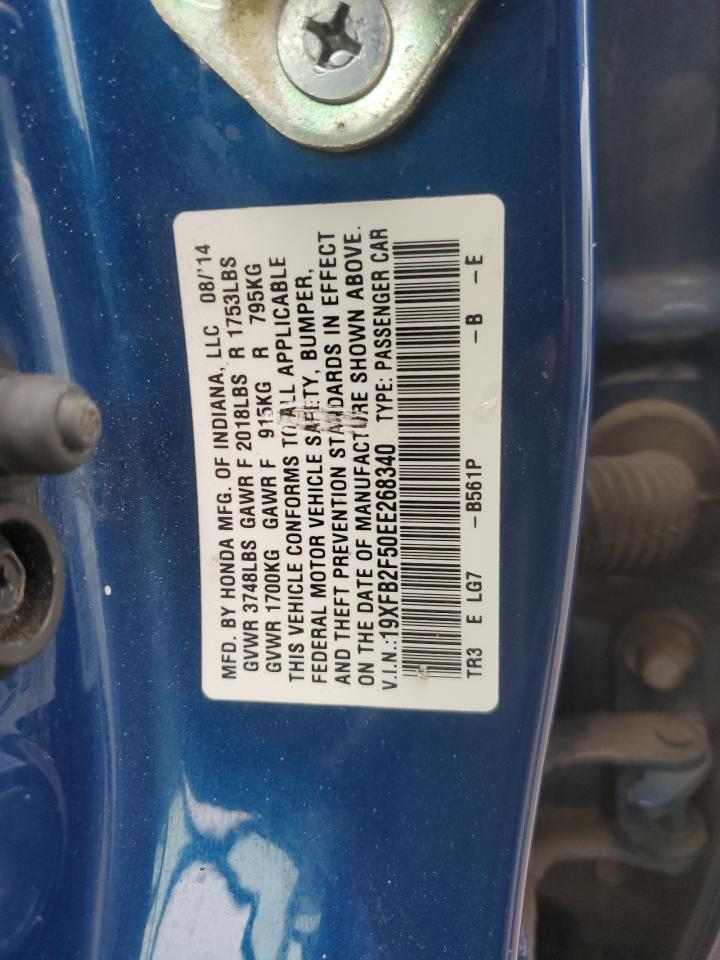 MFD. BY HONDA MFG. OF INDIANA, LLC 08/'14
GVWR 3748LBS GAWR F 2018LBS R 1753LBS
GVWR 1700KG GAWR F 915KG R 795KG
THIS VEHICLE CONFORMS TO ALL APPLICABLE
FEDERAL MOTOR VEHICLE SAFETY, BUMPER,
AND THEFT PREVENTION STANDARDS IN EFFECT
ON THE DATE OF MANUFACTURE SHOWN ABOVE.
V.I.N.:19XFB2F50EE268340 TYPE: PASSENGER CAR
TR3 E LG7 -B561P -B -E